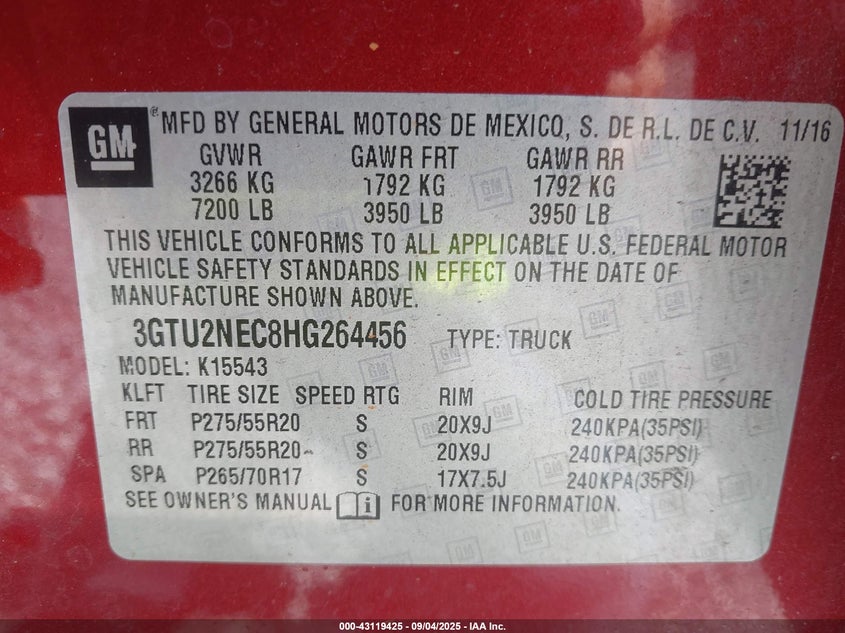 GM ® MFD BY GENERAL MOTORS DE MEXICO, S. DE R.L. DE C.V. 11/16
GVWR GAWR FRT GAWR RR
3266 KG 1792 KG 1792 KG
7200 LB 3950 LB 3950 LB
THIS VEHICLE CONFORMS TO ALL APPLICABLE U.S. FEDERAL MOTOR
VEHICLE SAFETY STANDARDS IN EFFECT ON THE DATE OF
MANUFACTURE SHOWN ABOVE.
3GTU2NEC8HG264456 TYPE: TRUCK
MODEL: K15543
KLFT TIRE SIZE SPEED RTG RIM COLD TIRE PRESSURE
FRT P275/55R20 S 20X9J 240KPA(35PSI)
RR P275/55R20 S 20X9J 240KPA(35PSI)
SPA P265/70R17 S 17X7.5J 240KPA(35PSI)
SEE OWNER'S MANUAL i FOR MORE INFORMATION.
000-43119425 - 09/04/2025 - IAA Inc.